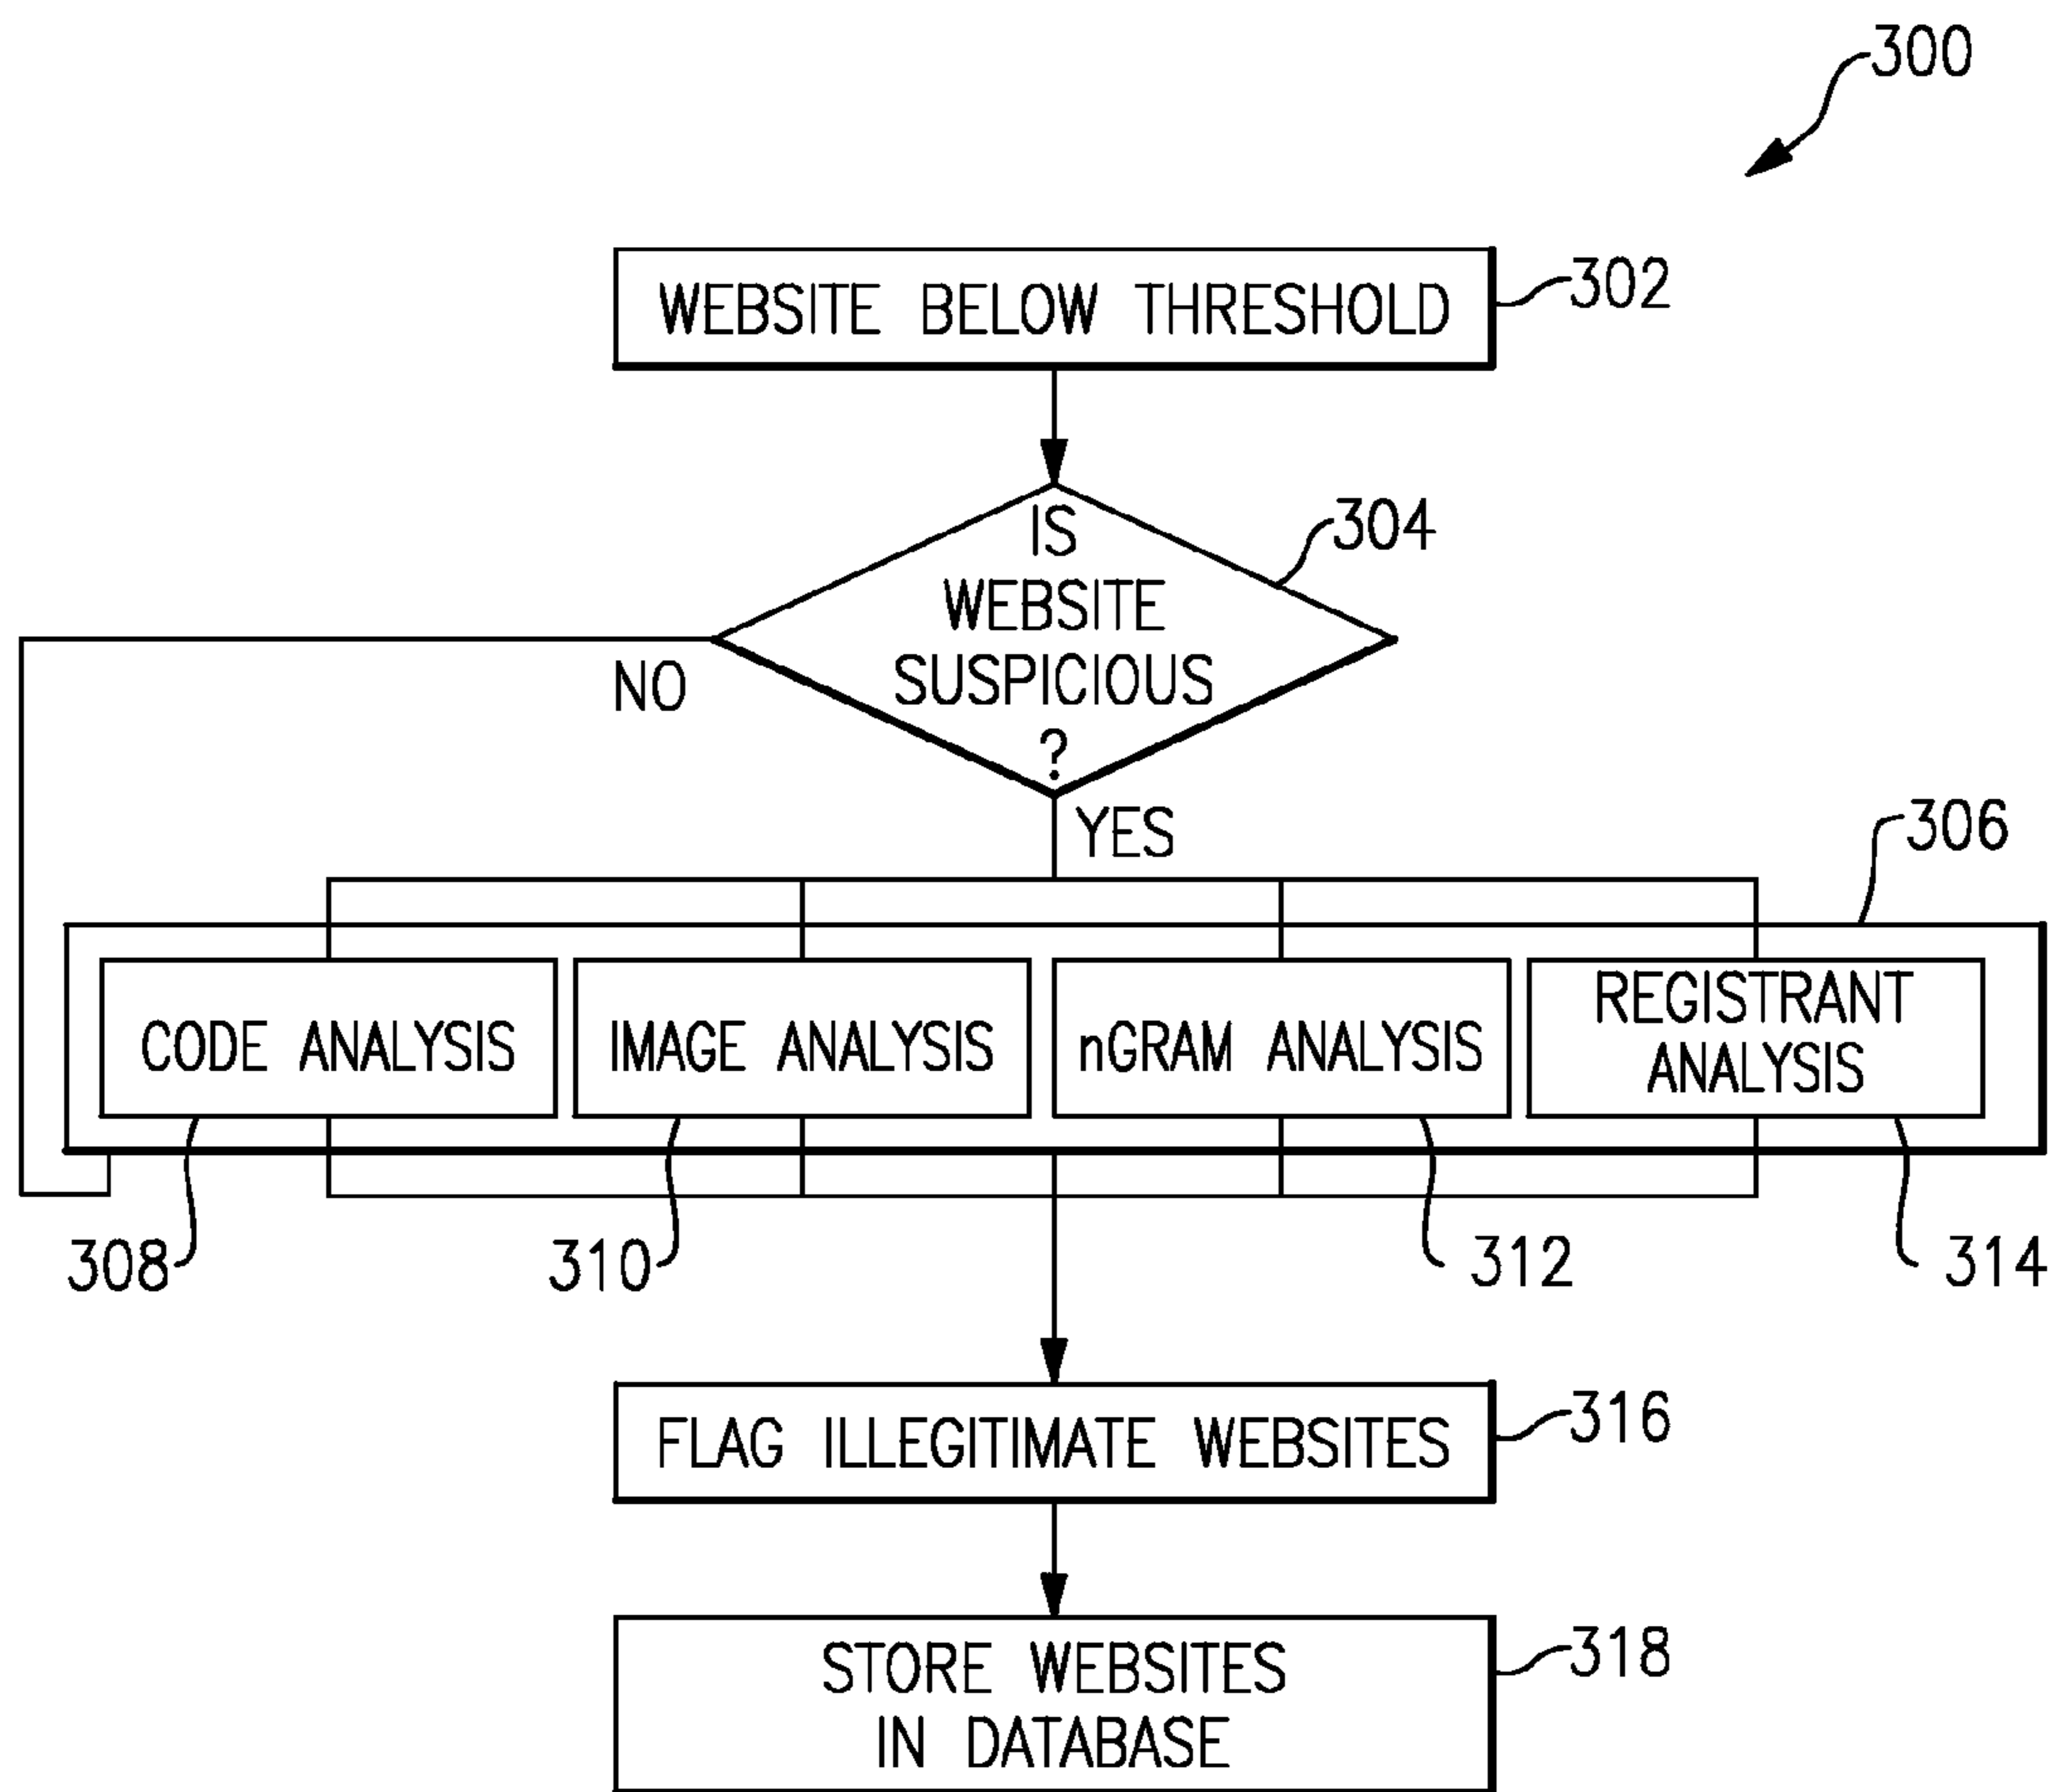 300
WEBSITE BELOW THRESHOLD
302
IS
WEBSITE
SUSPICIOUS
?
304
NO
YES
306
CODE ANALYSIS
IMAGE ANALYSIS
nGRAM ANALYSIS
REGISTRANT
ANALYSIS
308
310
312
314
FLAG ILLEGITIMATE WEBSITES
316
STORE WEBSITES
IN DATABASE
318